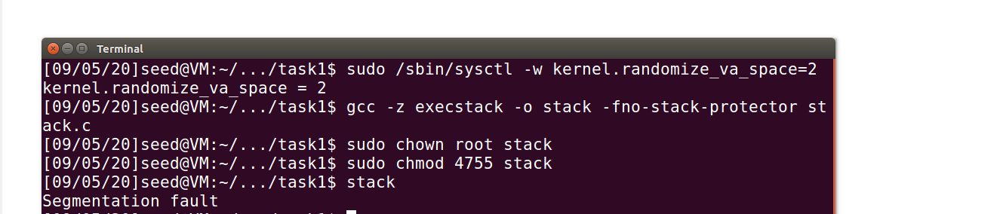 Terminal
[09/05/20]seed@VM:~/.../task1$ sudo /sbin/sysctl -w kernel.randomize_va_space=2
kernel.randomize_va_space = 2
[09/05/20]seed@VM:~/.../task1$ gcc -z execstack -o stack -fno-stack-protector st
ack.c
[09/05/20]seed@VM:~/.../task1$ sudo chown root stack
[09/05/20]seed@VM:~/.../task1$ sudo chmod 4755 stack
[09/05/20]seed@VM:~/.../task1$ stack
Segmentation fault